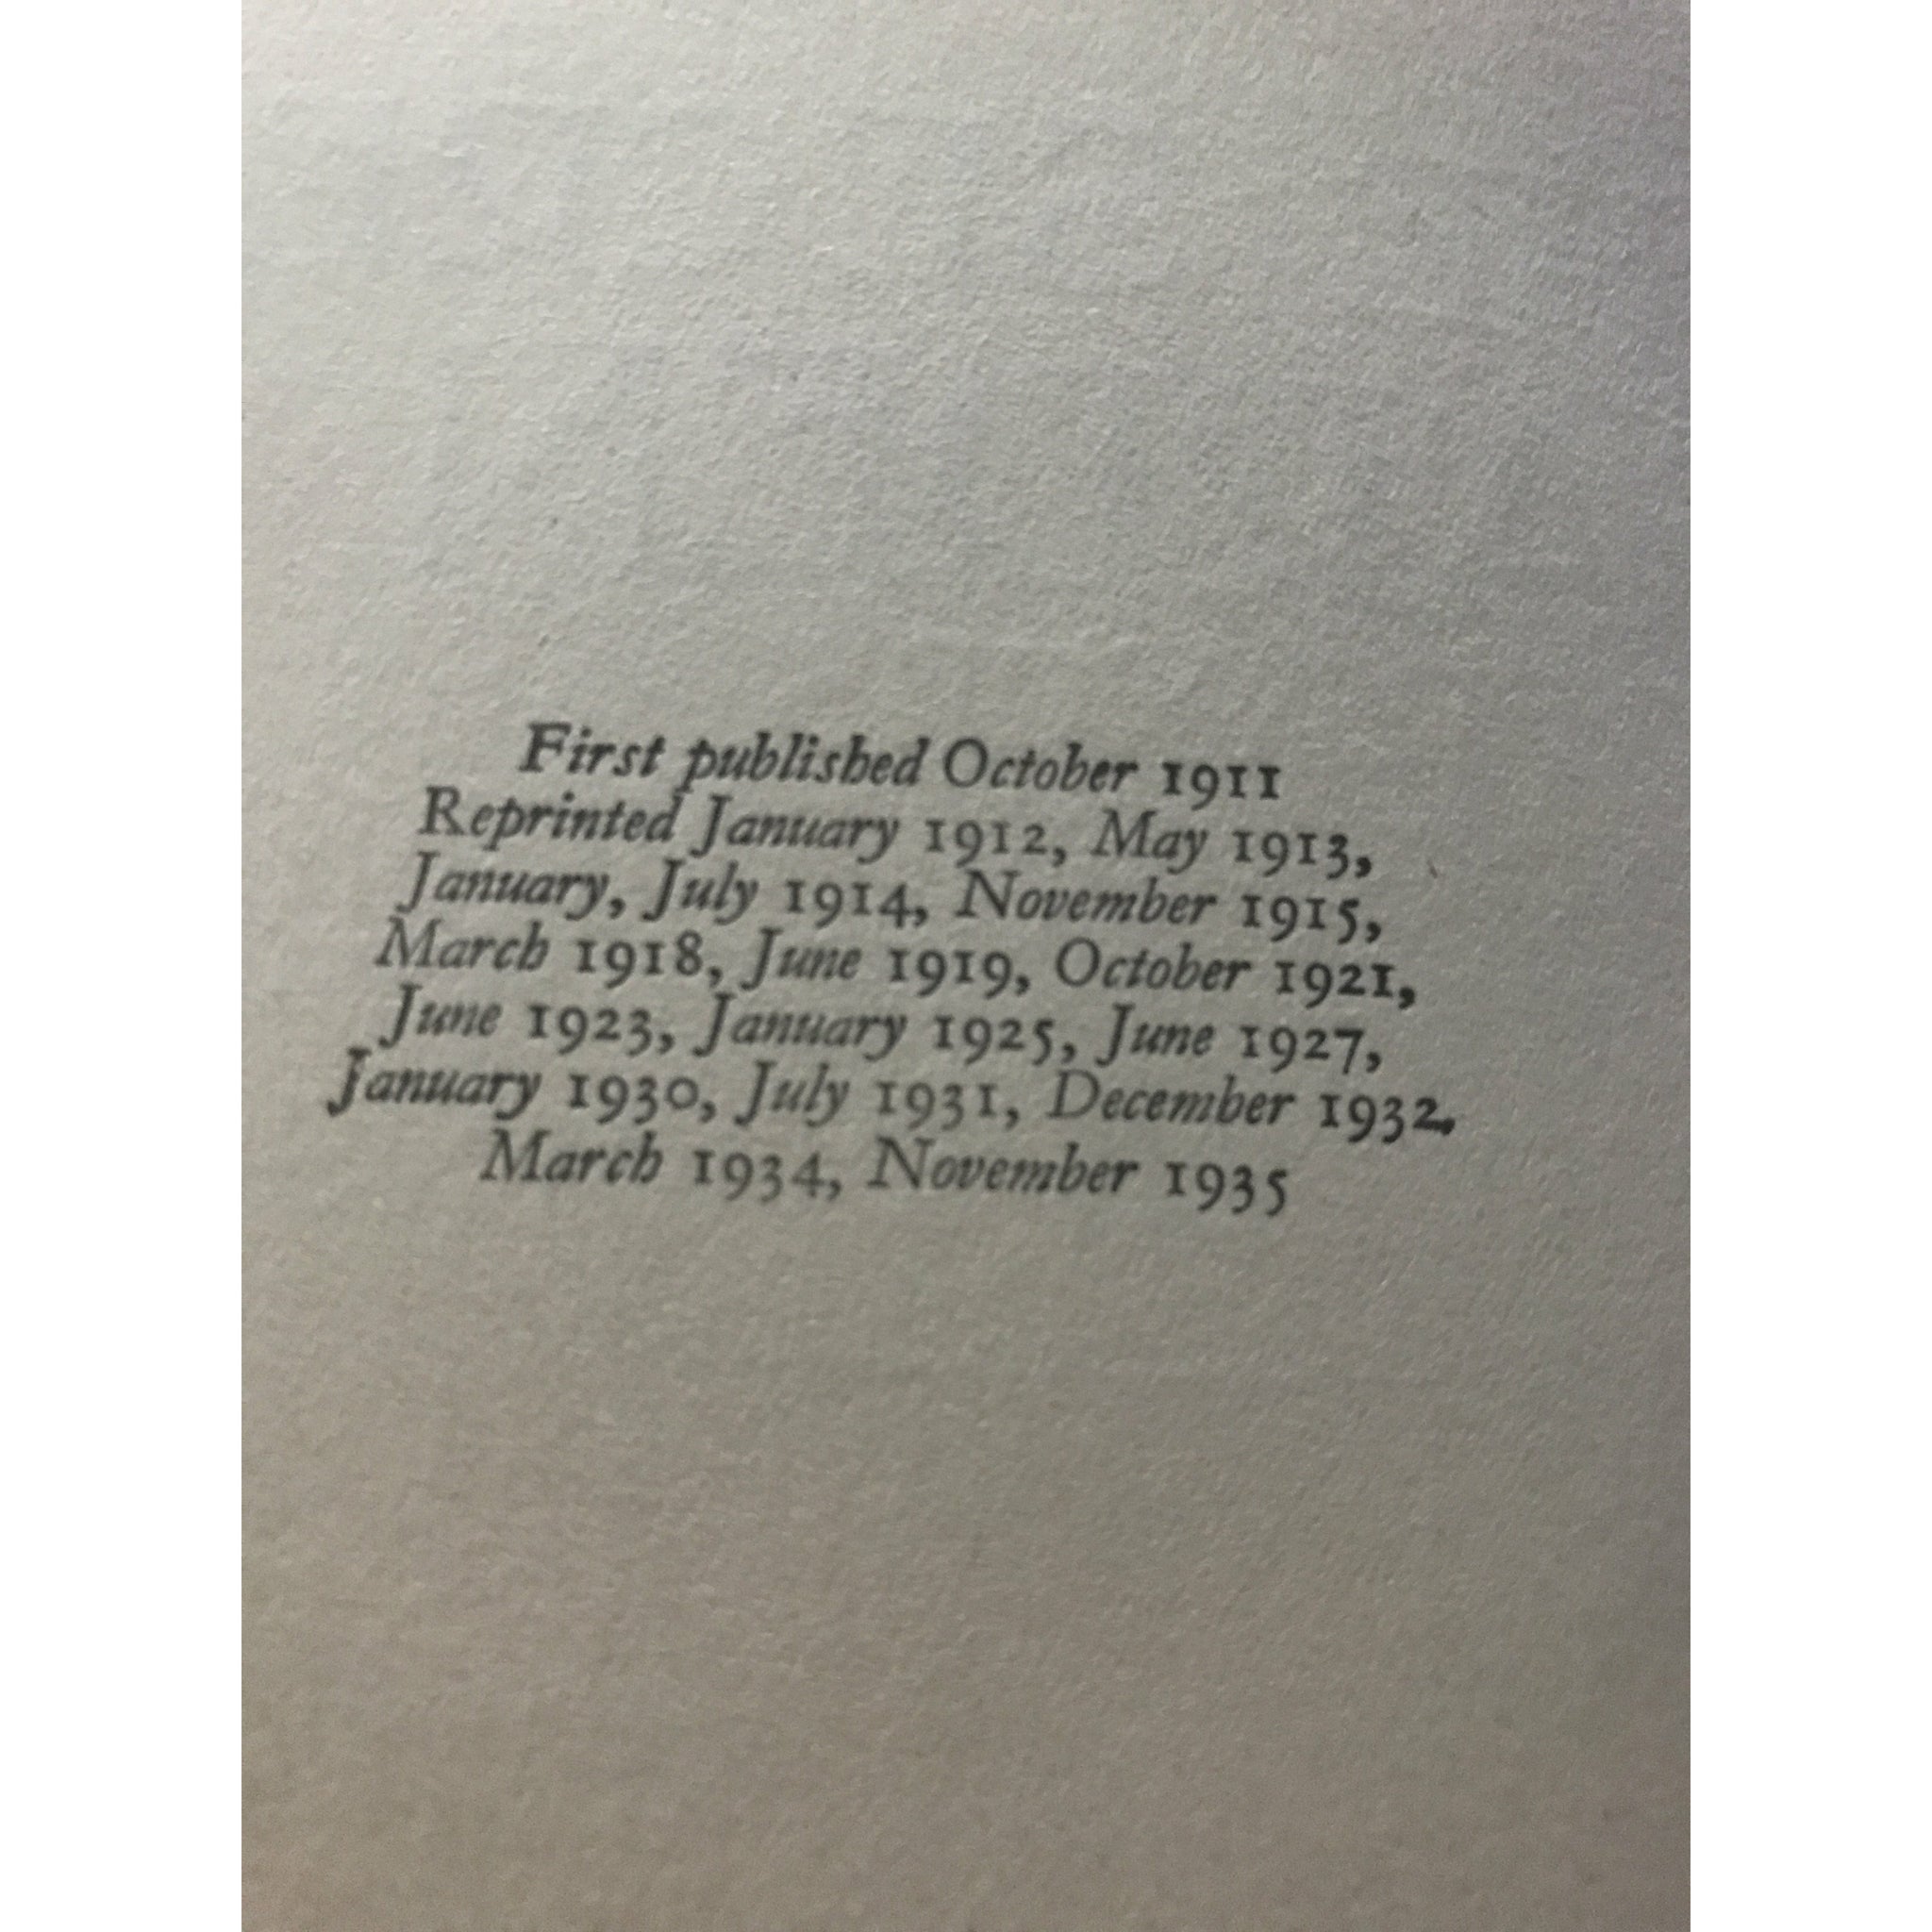 First published October 1911
Reprinted January 1912, May 1913,
January, July 1914, November 1915,
March 1918, June 1919, October 1921,
June 1923, January 1925, June 1927,
January 1930, July 1931, December 1932,
March 1934, November 1935